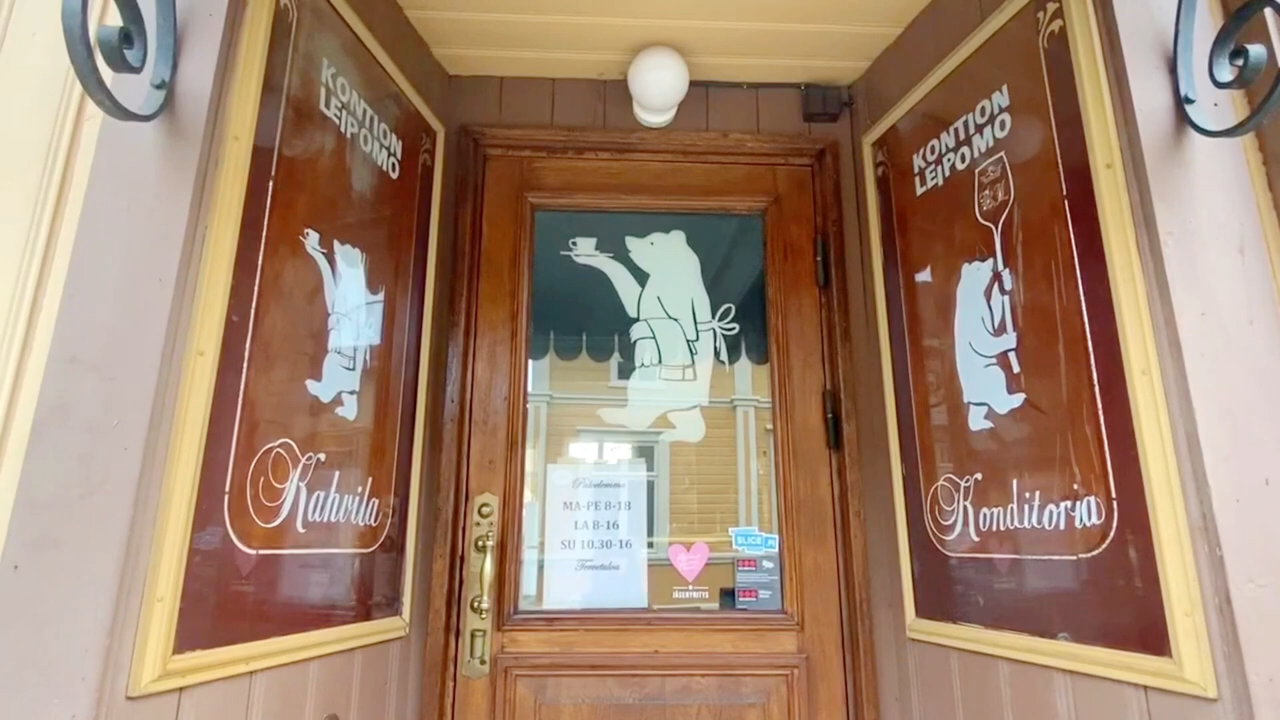 KONTION
LEIPOMO
Kahvila
Palvelemme
MA-PE 8-18
LA 8-16
SU 10.30-16
Tervetuloa
JÄSENYRITYS
SLICE.FI
KONTION
LEIPOMO
Konditoria